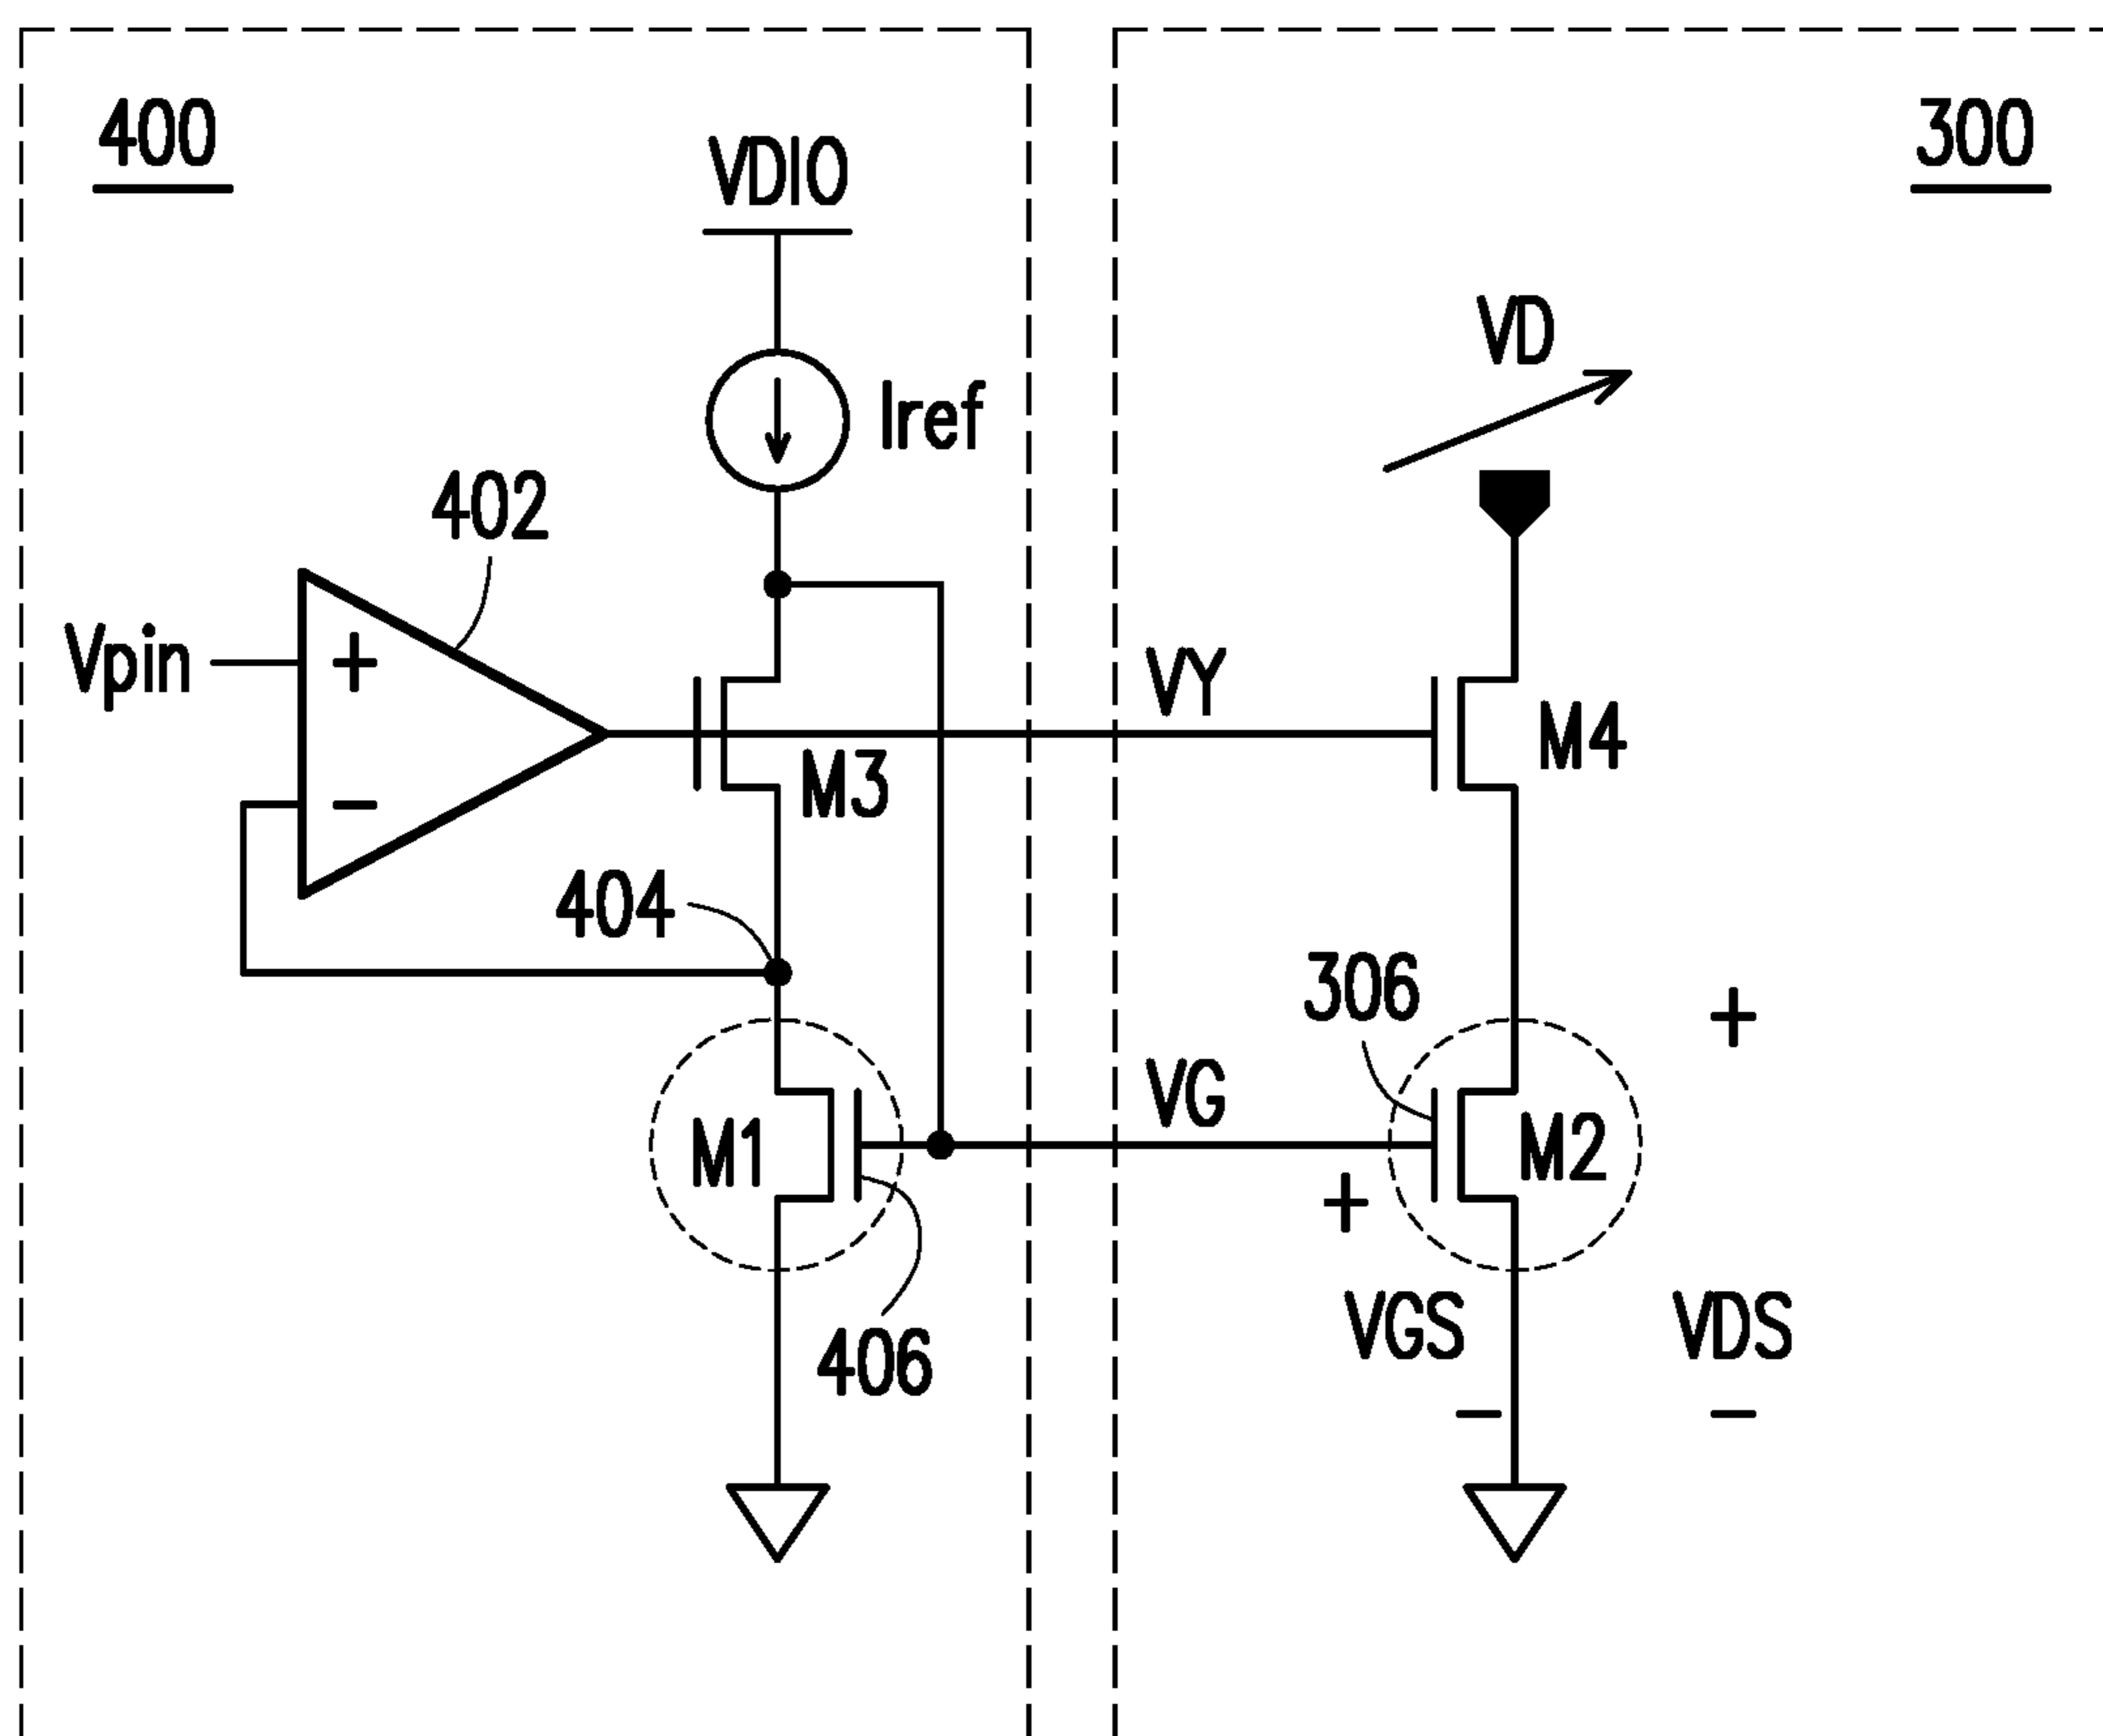 400
300
VDIO
VD
Iref
402
Vpin
+
VY
M4
M3
−
404
306
+
VG
M1
M2
+
VGS
VDS
406
−
−